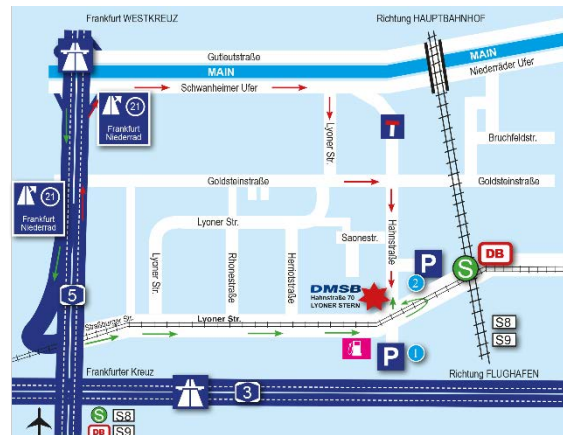 Frankfurt WESTKREUZ
Richtung HAUPTBAHNHOF
Gutleutstraße
MAIN
MAIN
Niederräder Ufer
Schwanheimer Ufer
21
Frankfurt
Niederrad
Lyoner Str.
Bruchfeldstr.
21
Frankfurt
Niederrad
Goldsteinstraße
Goldsteinstraße
Lyoner Str.
Hahnstraße
Saonestr.
Lyoner Str.
Rhonestraße
Herriotstraße
P
2
S
DB
DMSB
Hahnstraße 70
LYONER STERN
5
Straßburger Str.
Lyoner Str.
S8
S9
P
1
Frankfurter Kreuz
Richtung FLUGHAFEN
3
S
S8
DB
S9